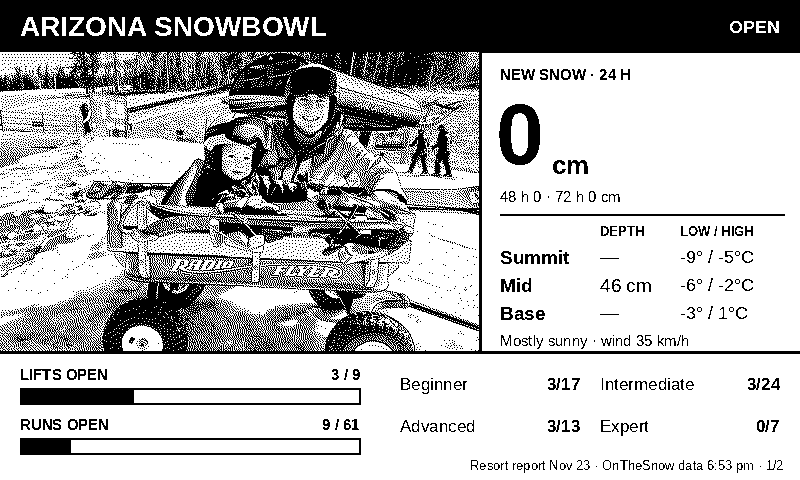 ARIZONA SNOWBOWL
OPEN
RADIO FLYER
NEW SNOW · 24 H
0 cm
48 h 0 · 72 h 0 cm
DEPTH LOW / HIGH
Summit — -9° / -5°C
Mid 46 cm -6° / -2°C
Base — -3° / 1°C
Mostly sunny · wind 35 km/h
LIFTS OPEN 3 / 9
RUNS OPEN 9 / 61
Beginner 3/17 Intermediate 3/24
Advanced 3/13 Expert 0/7
Resort report Nov 23 · OnTheSnow data 6:53 pm · 1/2